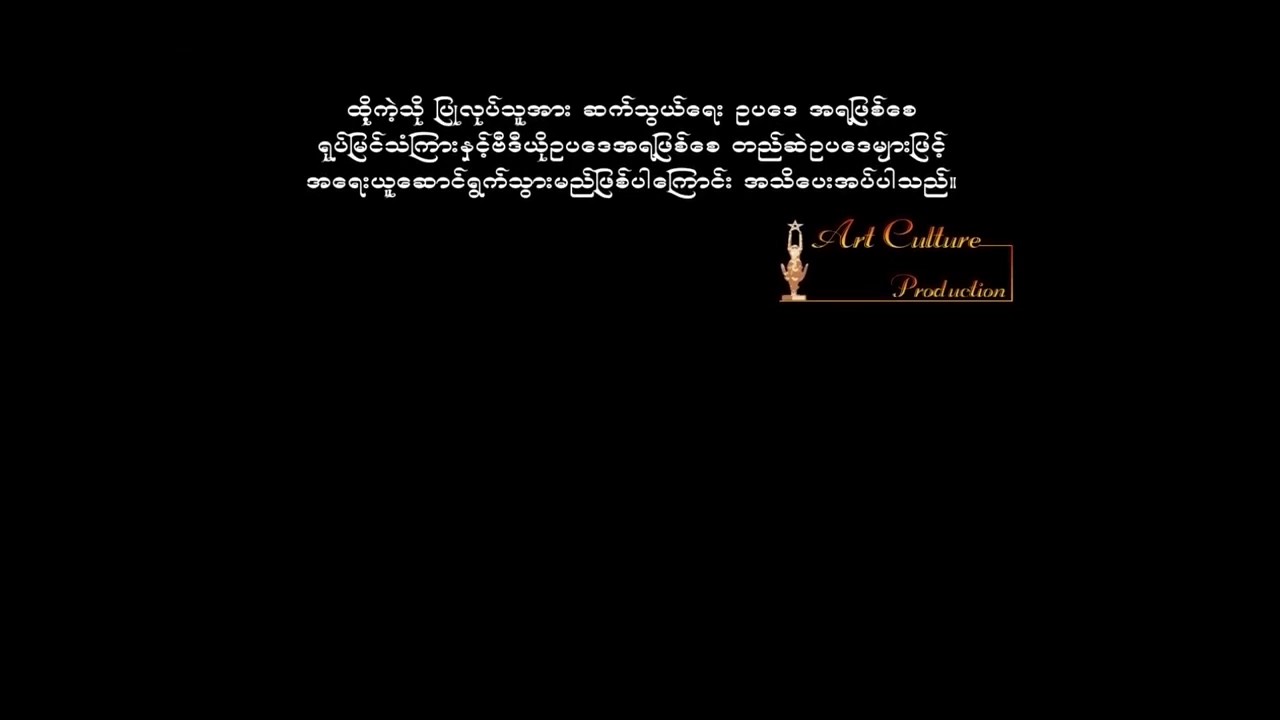 ထို့ကဲ့သို့ ပြုလုပ်သူအား ဆက်သွယ်ရေး ဥပဒေ အရဖြစ်စေ
ရုပ်မြင်သံကြားနှင့်ဗီဒီယိုဥပဒေအရဖြစ်စေ တည်ဆဲဥပဒေများဖြင့်
အရေးယူဆောင်ရွက်သွားမည်ဖြစ်ပါကြောင်း အသိပေးအပ်ပါသည်။
Art Culture
Production